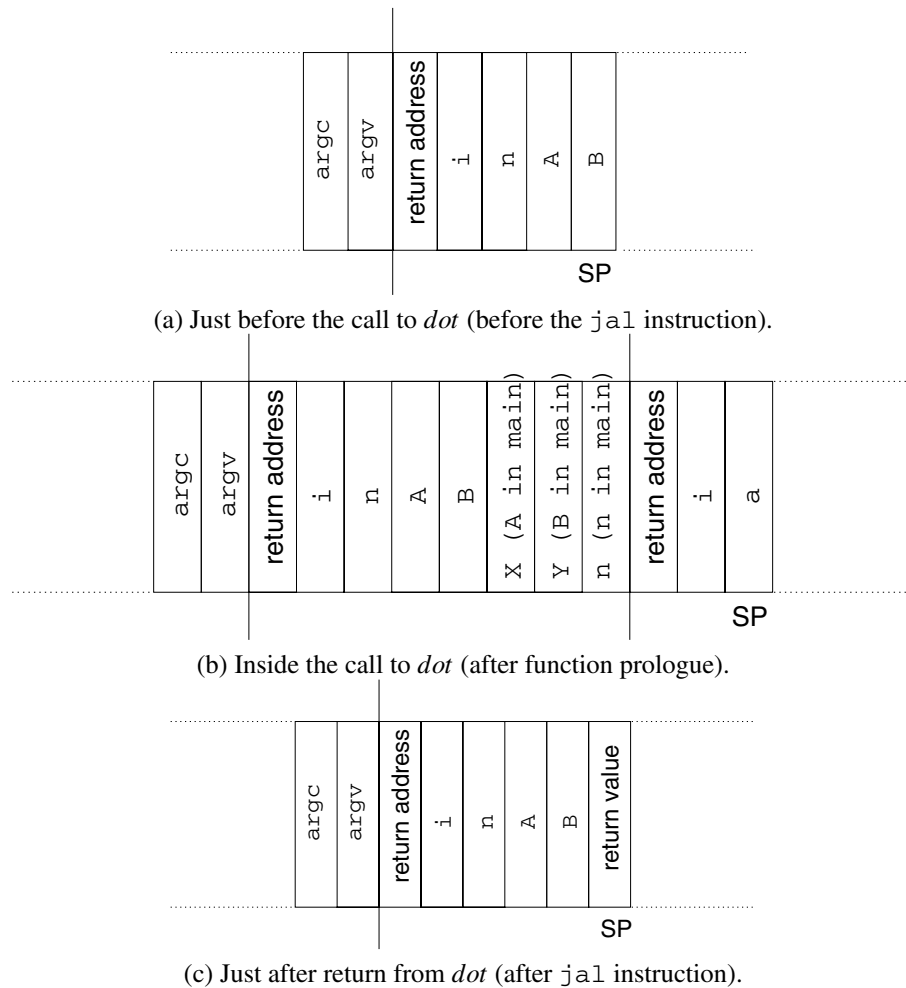 argc argv return address i n A B
SP
(a) Just before the call to dot (before the jal instruction).
argc argv return address i n A B X (A in main) Y (B in main) n (n in main) return address i a
SP
(b) Inside the call to dot (after function prologue).
argc argv return address i n A B return value
SP
(c) Just after return from dot (after jal instruction).